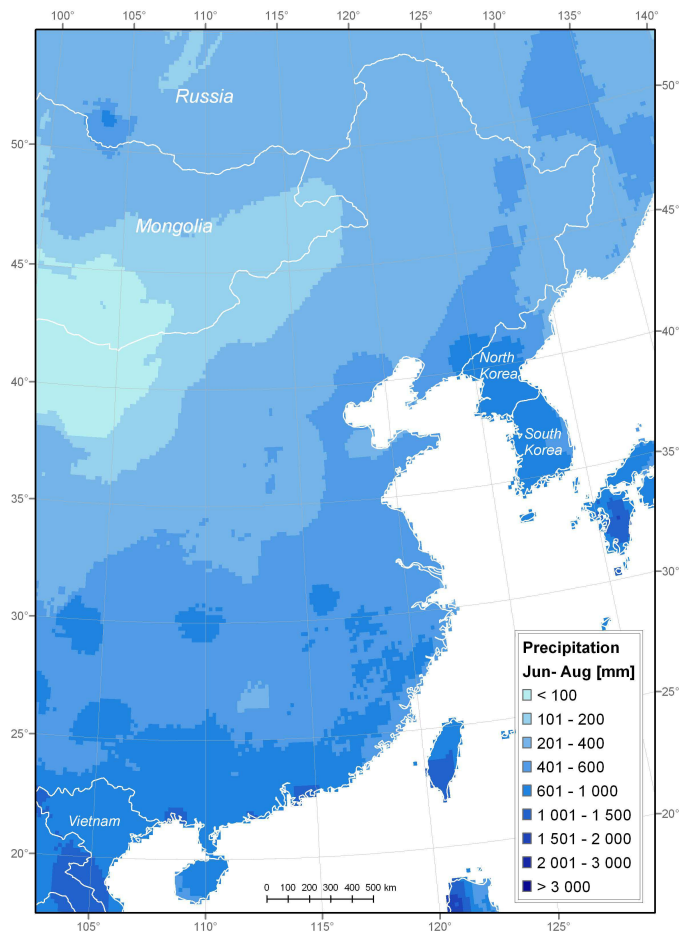 100° 105° 110° 115° 120° 125° 130° 135° 140°
50°
Russia
50°
Mongolia
45°
45°
40°
North
Korea
40°
South
Korea
35°
35°
30°
30°
Precipitation
Jun- Aug [mm]
< 100
25°
101 - 200
201 - 400
25°
401 - 600
601 - 1 000
Vietnam
1 001 - 1 500
20°
1 501 - 2 000
20°
2 001 - 3 000
> 3 000
0 100 200 300 400 500 km
105° 110° 115° 120° 125°